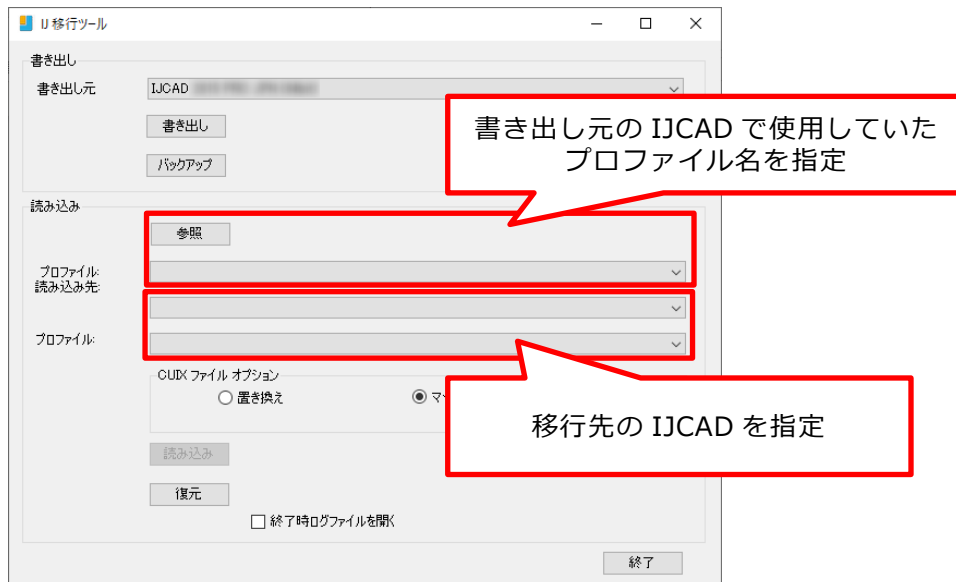 IJ 移行ツール
書き出し
書き出し元
IJCAD
書き出し
バックアップ
書き出し元の IJCAD で使用していた
プロファイル名を指定
読み込み
参照
プロファイル:
読み込み先:
プロファイル:
CUIX ファイル オプション
置き換え
移行先の IJCAD を指定
読み込み
復元
終了時ログファイルを開く
終了